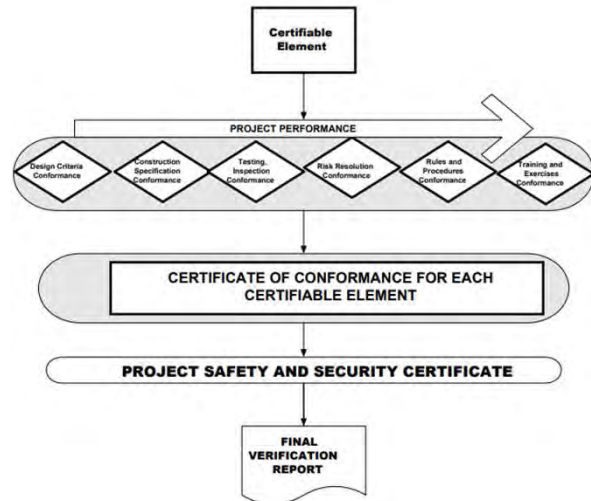 Certifiable
Element
PROJECT PERFORMANCE
Design Criteria
Conformance
Construction
Specification
Conformance
Testing,
Inspection
Conformance
Risk Resolution
Conformance
Rules and
Procedures
Conformance
Training and
Exercises
Conformance
CERTIFICATE OF CONFORMANCE FOR EACH
CERTIFIABLE ELEMENT
PROJECT SAFETY AND SECURITY CERTIFICATE
FINAL
VERIFICATION
REPORT